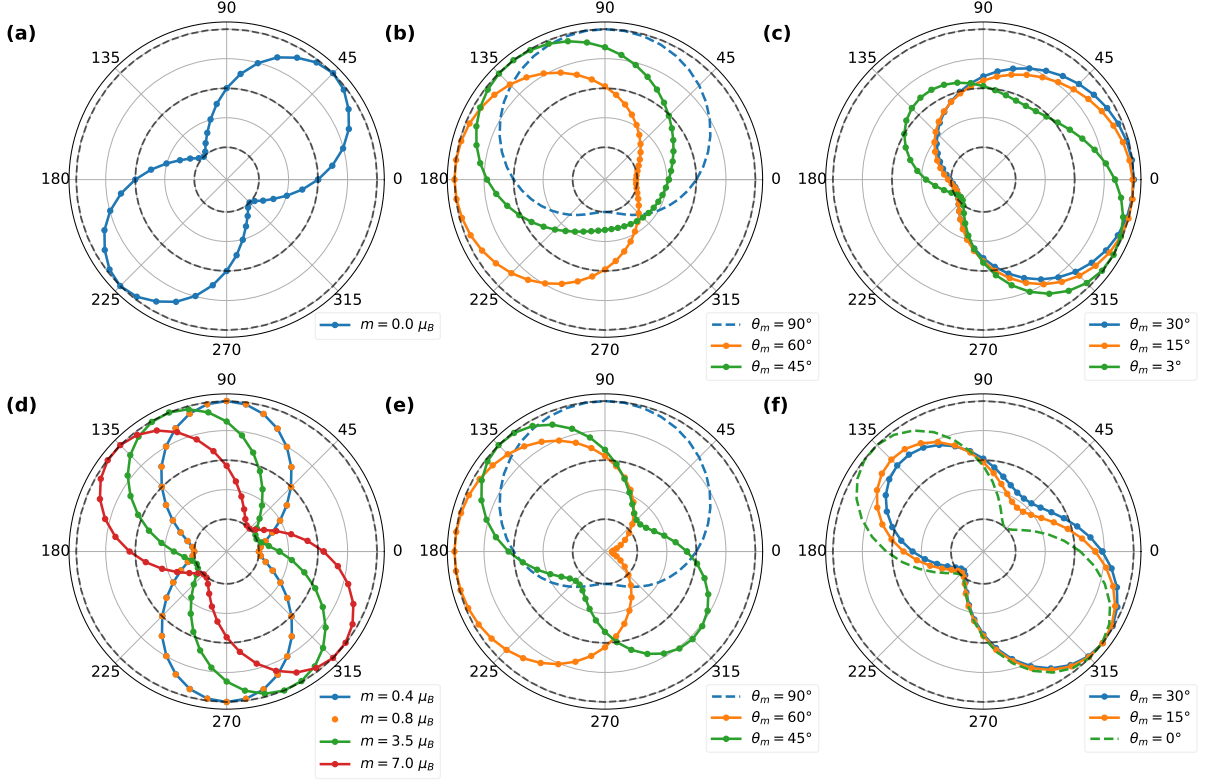 (a)
90
45
0
315
270
225
180
135
m = 0.0 μB
(b)
90
45
0
315
270
225
180
135
θm = 90°
θm = 60°
θm = 45°
(c)
90
45
0
315
270
225
180
135
θm = 30°
θm = 15°
θm = 3°
(d)
90
45
0
315
270
225
180
135
m = 0.4 μB
m = 0.8 μB
m = 3.5 μB
m = 7.0 μB
(e)
90
45
0
315
270
225
180
135
θm = 90°
θm = 60°
θm = 45°
(f)
90
45
0
315
270
225
180
135
θm = 30°
θm = 15°
θm = 0°